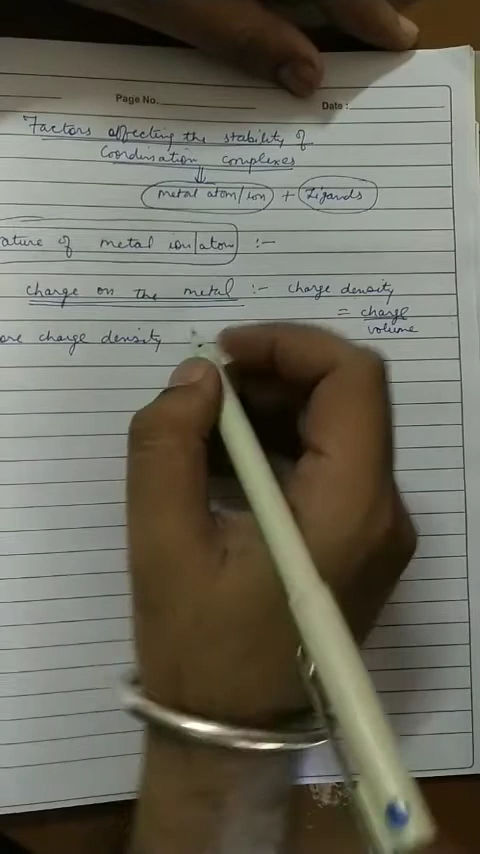 Page No. Date :
Factors affecting the stability of
Coordination complexes
⇓
metal atom/ion + Ligands
ature of metal ion/atom :-
charge on the metal :- charge density
= charge
volume
ore charge density